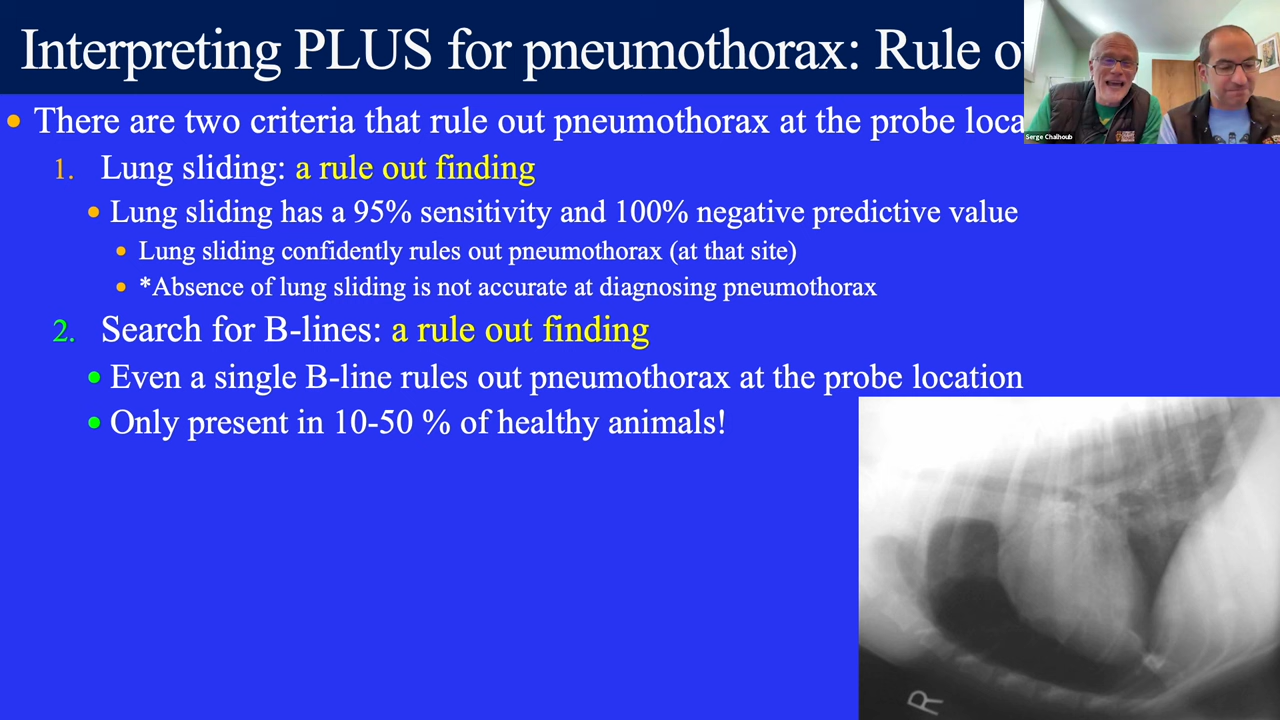 Interpreting PLUS for pneumothorax: Rule
Serge Chalhoub
• There are two criteria that rule out pneumothorax at the probe
1. Lung sliding: a rule out finding
• Lung sliding has a 95% sensitivity and 100% negative predictive value
• Lung sliding confidently rules out pneumothorax (at that site)
• *Absence of lung sliding is not accurate at diagnosing pneumothorax
2. Search for B-lines: a rule out finding
• Even a single B-line rules out pneumothorax at the probe location
• Only present in 10-50 % of healthy animals!
R